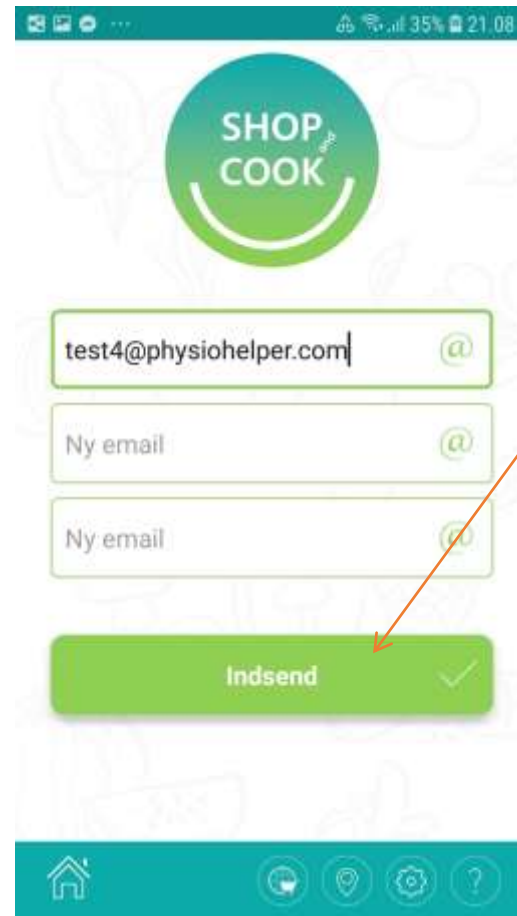 35% 21.08
SHOP and
COOK
test4@physiohelper.com
Ny email
Ny email
Indsend